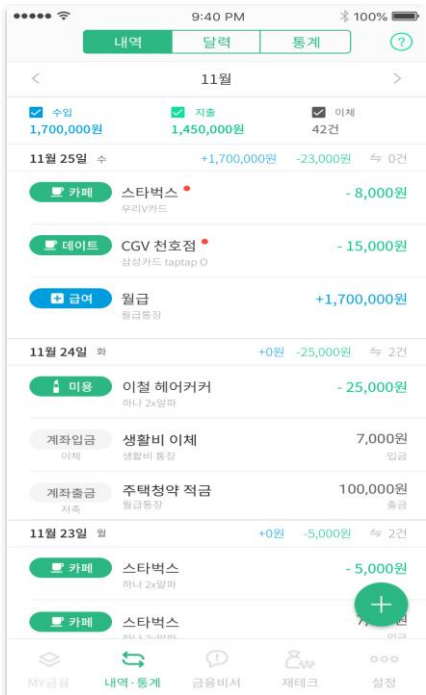 9:40 PM
100%
내역 달력 통계 ?
< 11월 >
수입 지출 이체
1,700,000원 1,450,000원 42건
11월 25일 수 +1,700,000원 -23,000원 0건
카페 스타벅스 - 8,000원
우리V카드
데이트 CGV 천호점 - 15,000원
삼성카드 taptap O
급여 월급 +1,700,000원
월급통장
11월 24일 화 +0원 -25,000원 2건
미용 이철 헤어커커 - 25,000원
하나 2x알파
계좌입금 생활비 이체 7,000원
이체 생활비 통장 입금
계좌출금 주택청약 적금 100,000원
저축 월급통장 출금
11월 23일 월 +0원 -5,000원 2건
카페 스타벅스 - 5,000원
하나 2x알파
카페 스타벅스
MY금융 내역·통계 금융비서 재테크 설정